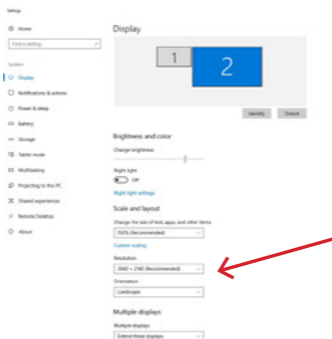 Settings
Home
Find a setting
System
Display
Notifications & actions
Power & sleep
Battery
Storage
Tablet mode
Multitasking
Projecting to this PC
Shared experiences
Remote Desktop
About
Display
1
2
Identify
Detect
Brightness and color
Change brightness
Night light
Off
Night light settings
Scale and layout
Change the size of text, apps, and other items
150% (Recommended)
Custom scaling
Resolution
3840 × 2160 (Recommended)
Orientation
Landscape
Multiple displays
Multiple displays
Extend these displays